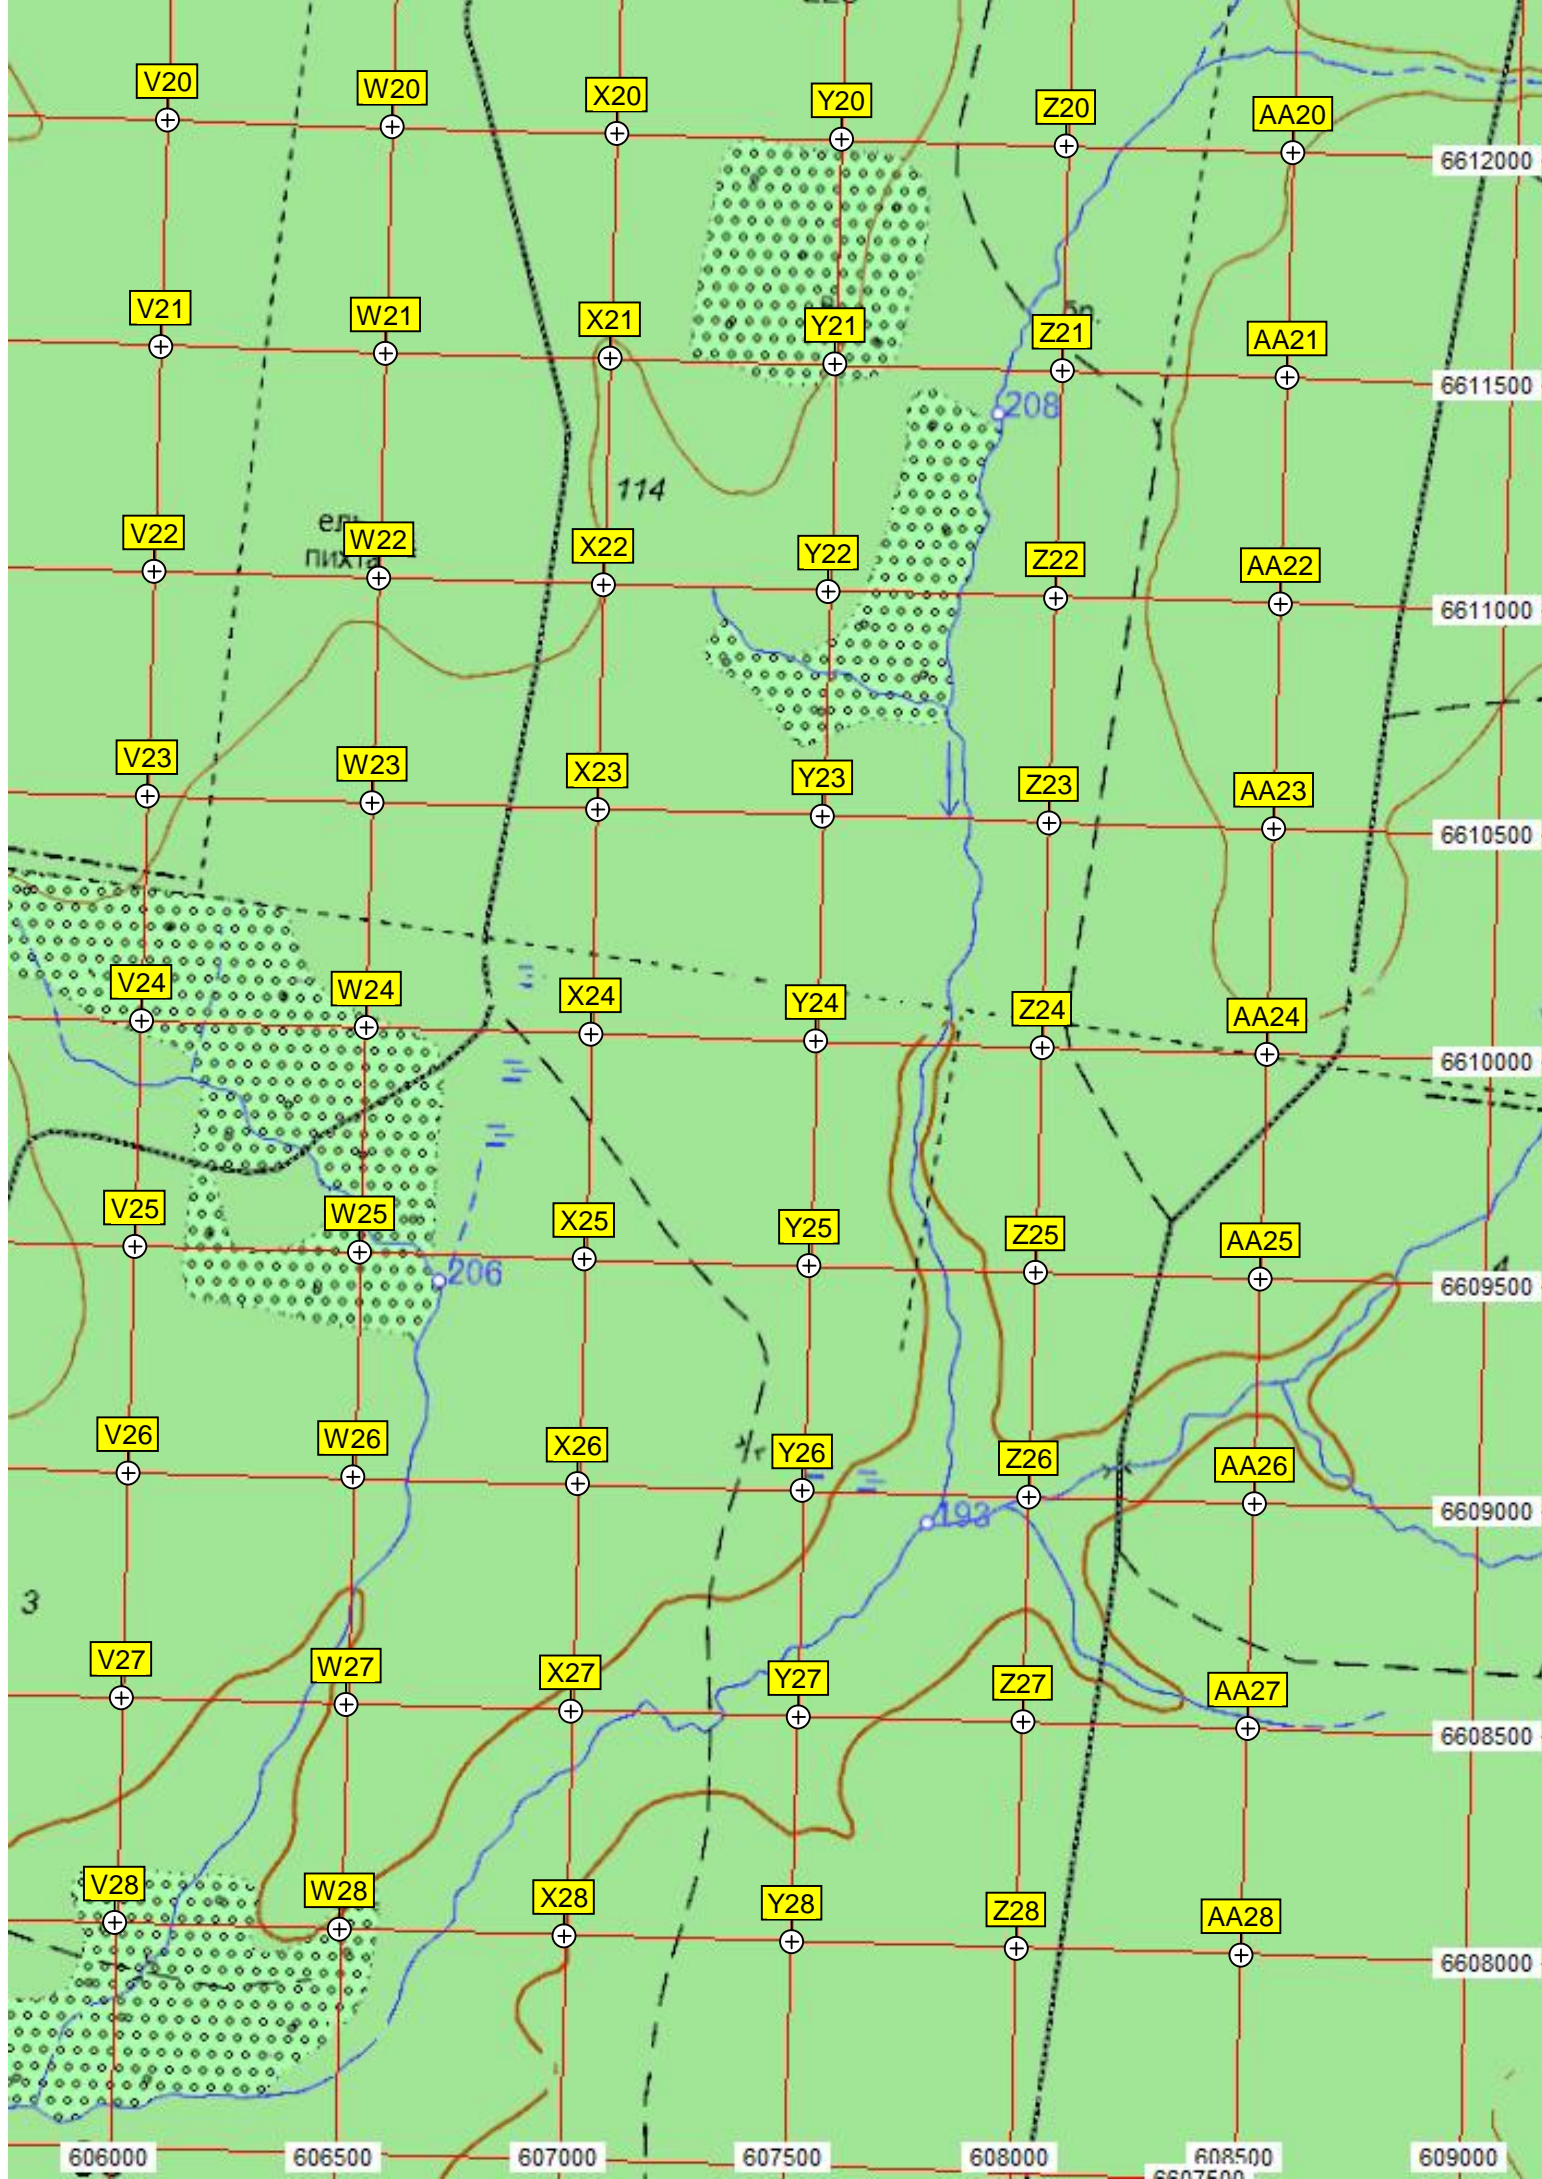 V20 W20 X20 Y20 Z20 AA20
6612000
бр.
V21 W21 X21 Y21 Z21 AA21
6611500
208
114
ель
пихта
V22 W22 X22 Y22 Z22 AA22
6611000
V23 W23 X23 Y23 Z23 AA23
6610500
V24 W24 X24 Y24 Z24 AA24
6610000
V25 W25 X25 Y25 Z25 AA25
206
6609500
V26 W26 X26 Y26 Z26 AA26
6609000
193
3
V27 W27 X27 Y27 Z27 AA27
6608500
V28 W28 X28 Y28 Z28 AA28
6608000
606000 606500 607000 607500 608000 608500 609000
6607500